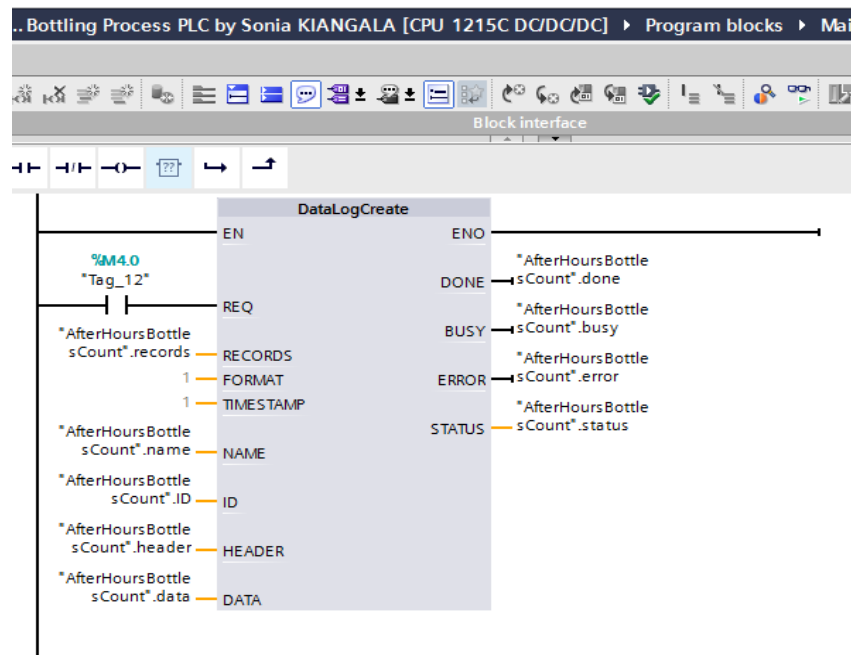 .. Bottling Process PLC by Sonia KIANGALA [CPU 1215C DC/DC/DC] ▸ Program blocks ▸ Mai
Block interface
DataLogCreate
EN ENO
%M4.0
"Tag_12"
REQ
"AfterHoursBottle
sCount".records
RECORDS
1 FORMAT
1 TIMESTAMP
"AfterHoursBottle
sCount".name
NAME
"AfterHoursBottle
sCount".ID
ID
"AfterHoursBottle
sCount".header
HEADER
"AfterHoursBottle
sCount".data
DATA
"AfterHoursBottle
DONE sCount".done
"AfterHoursBottle
BUSY sCount".busy
"AfterHoursBottle
ERROR sCount".error
"AfterHoursBottle
STATUS sCount".status